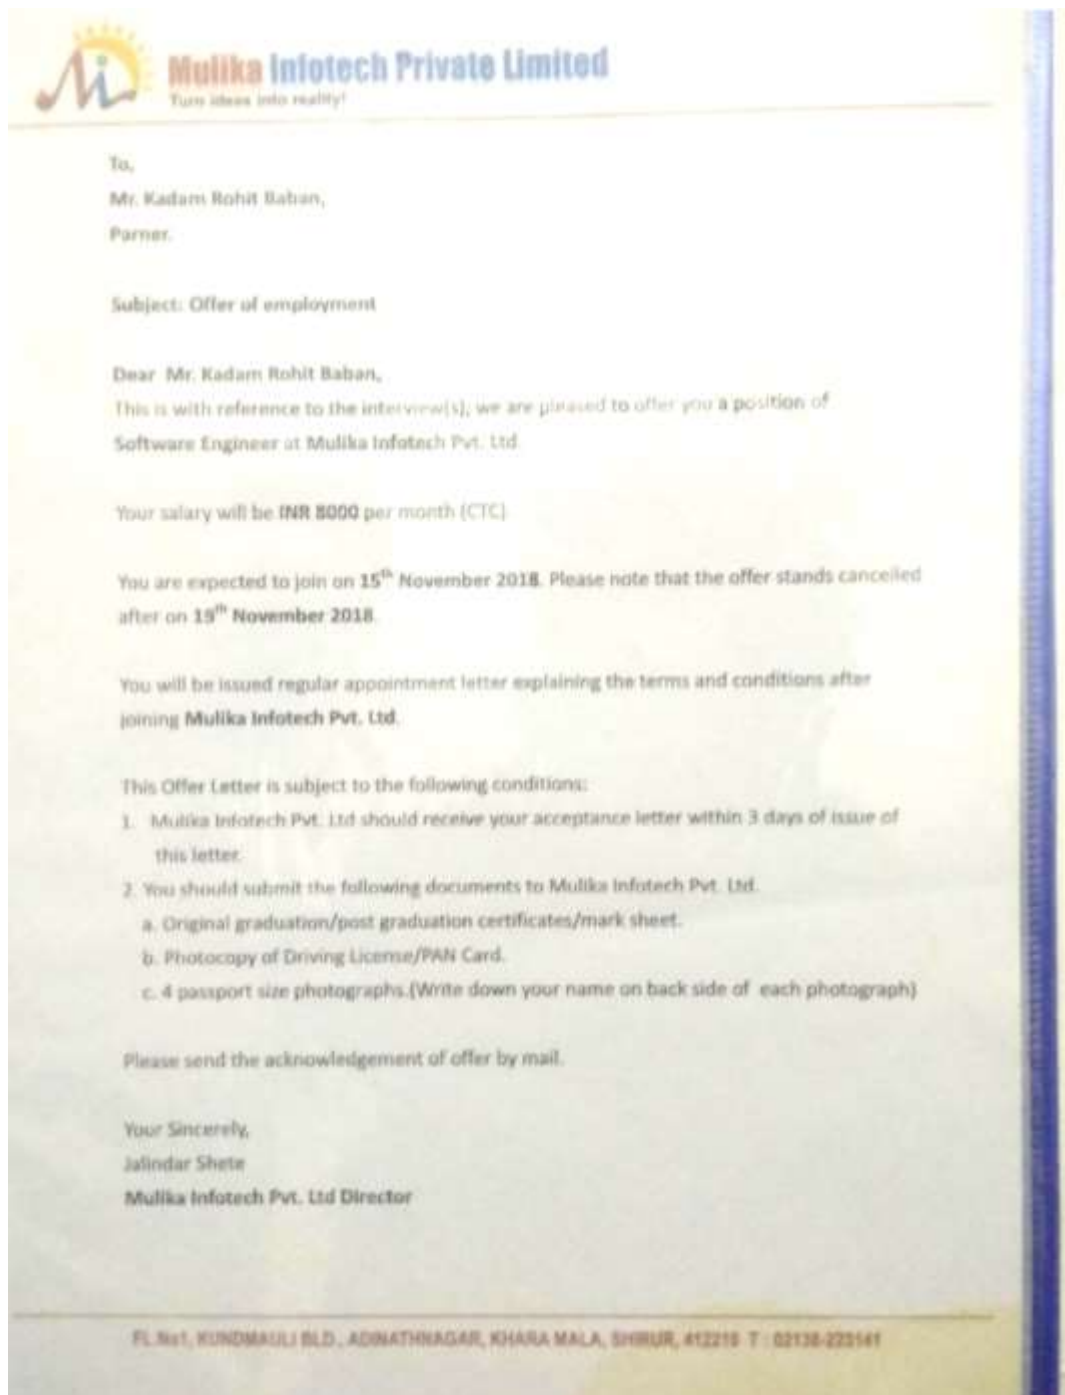 Mulika Infotech Private Limited
Turn ideas into reality!
To,
Mr. Kadam Rohit Baban,
Parner.
Subject: Offer of employment
Dear Mr. Kadam Rohit Baban,
This is with reference to the interview(s), we are pleased to offer you a position of
Software Engineer at Mulika Infotech Pvt. Ltd.
Your salary will be INR 8000 per month (CTC)
You are expected to join on 15th November 2018. Please note that the offer stands cancelled
after on 19th November 2018.
You will be issued regular appointment letter explaining the terms and conditions after
joining Mulika Infotech Pvt. Ltd.
This Offer Letter is subject to the following conditions:
1. Mulika Infotech Pvt. Ltd should receive your acceptance letter within 3 days of issue of
this letter.
2. You should submit the following documents to Mulika Infotech Pvt. Ltd.
a. Original graduation/post graduation certificates/mark sheet.
b. Photocopy of Driving License/PAN Card.
c. 4 passport size photographs.(Write down your name on back side of each photograph)
Please send the acknowledgement of offer by mail.
Your Sincerely,
Jalindar Shete
Mulika Infotech Pvt. Ltd Director
FL.No1, KUNDMAULI BLD., ADINATHNAGAR, KHARA MALA, SHIRUR, T :